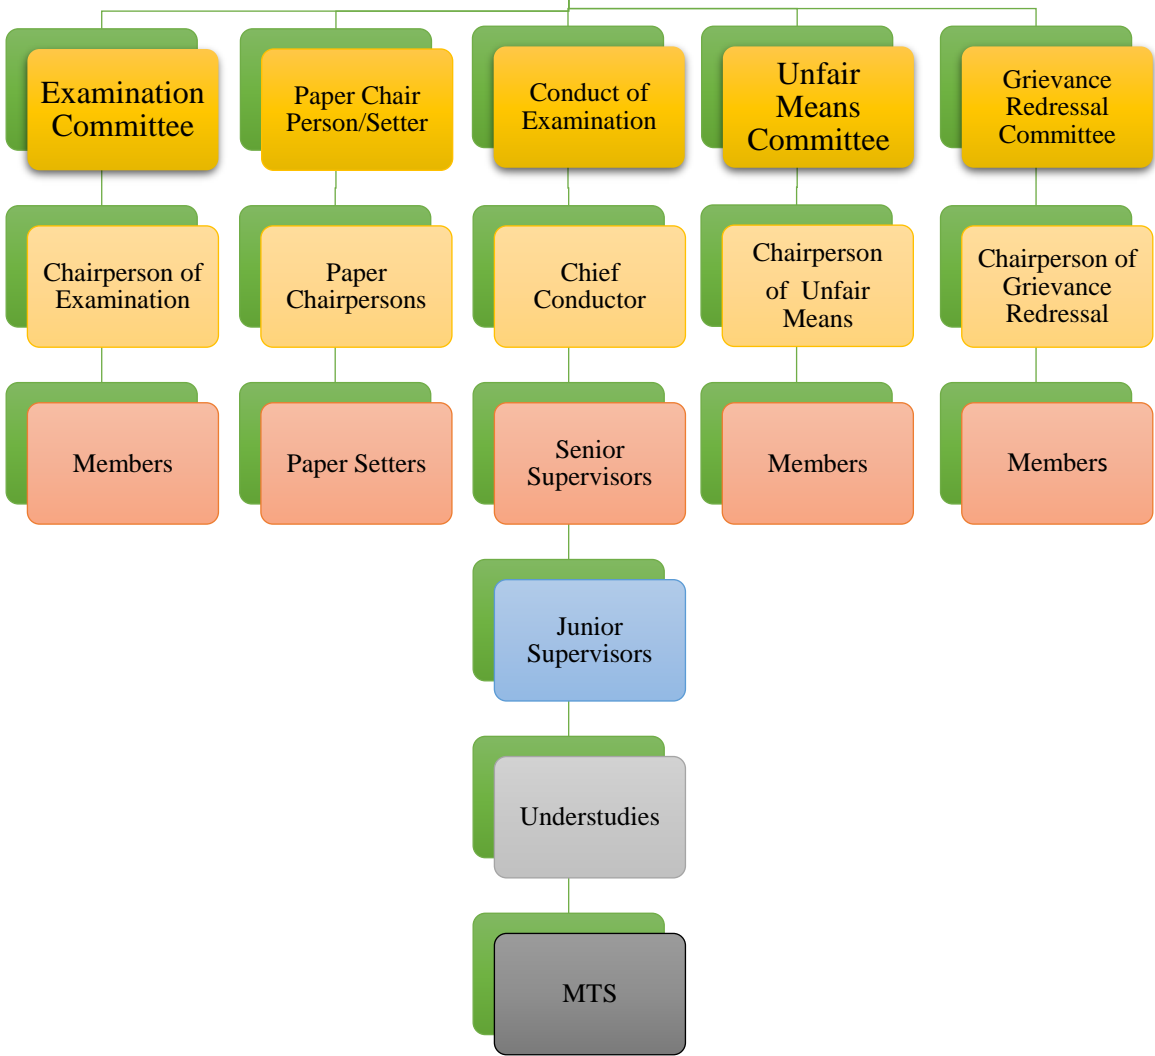 Examination
Committee
Paper Chair
Person/Setter
Conduct of
Examination
Unfair
Means
Committee
Grievance
Redressal
Committee
Chairperson of
Examination
Paper
Chairpersons
Chief
Conductor
Chairperson
of Unfair
Means
Chairperson of
Grievance
Redressal
Members
Paper Setters
Senior
Supervisors
Members
Members
Junior
Supervisors
Understudies
MTS